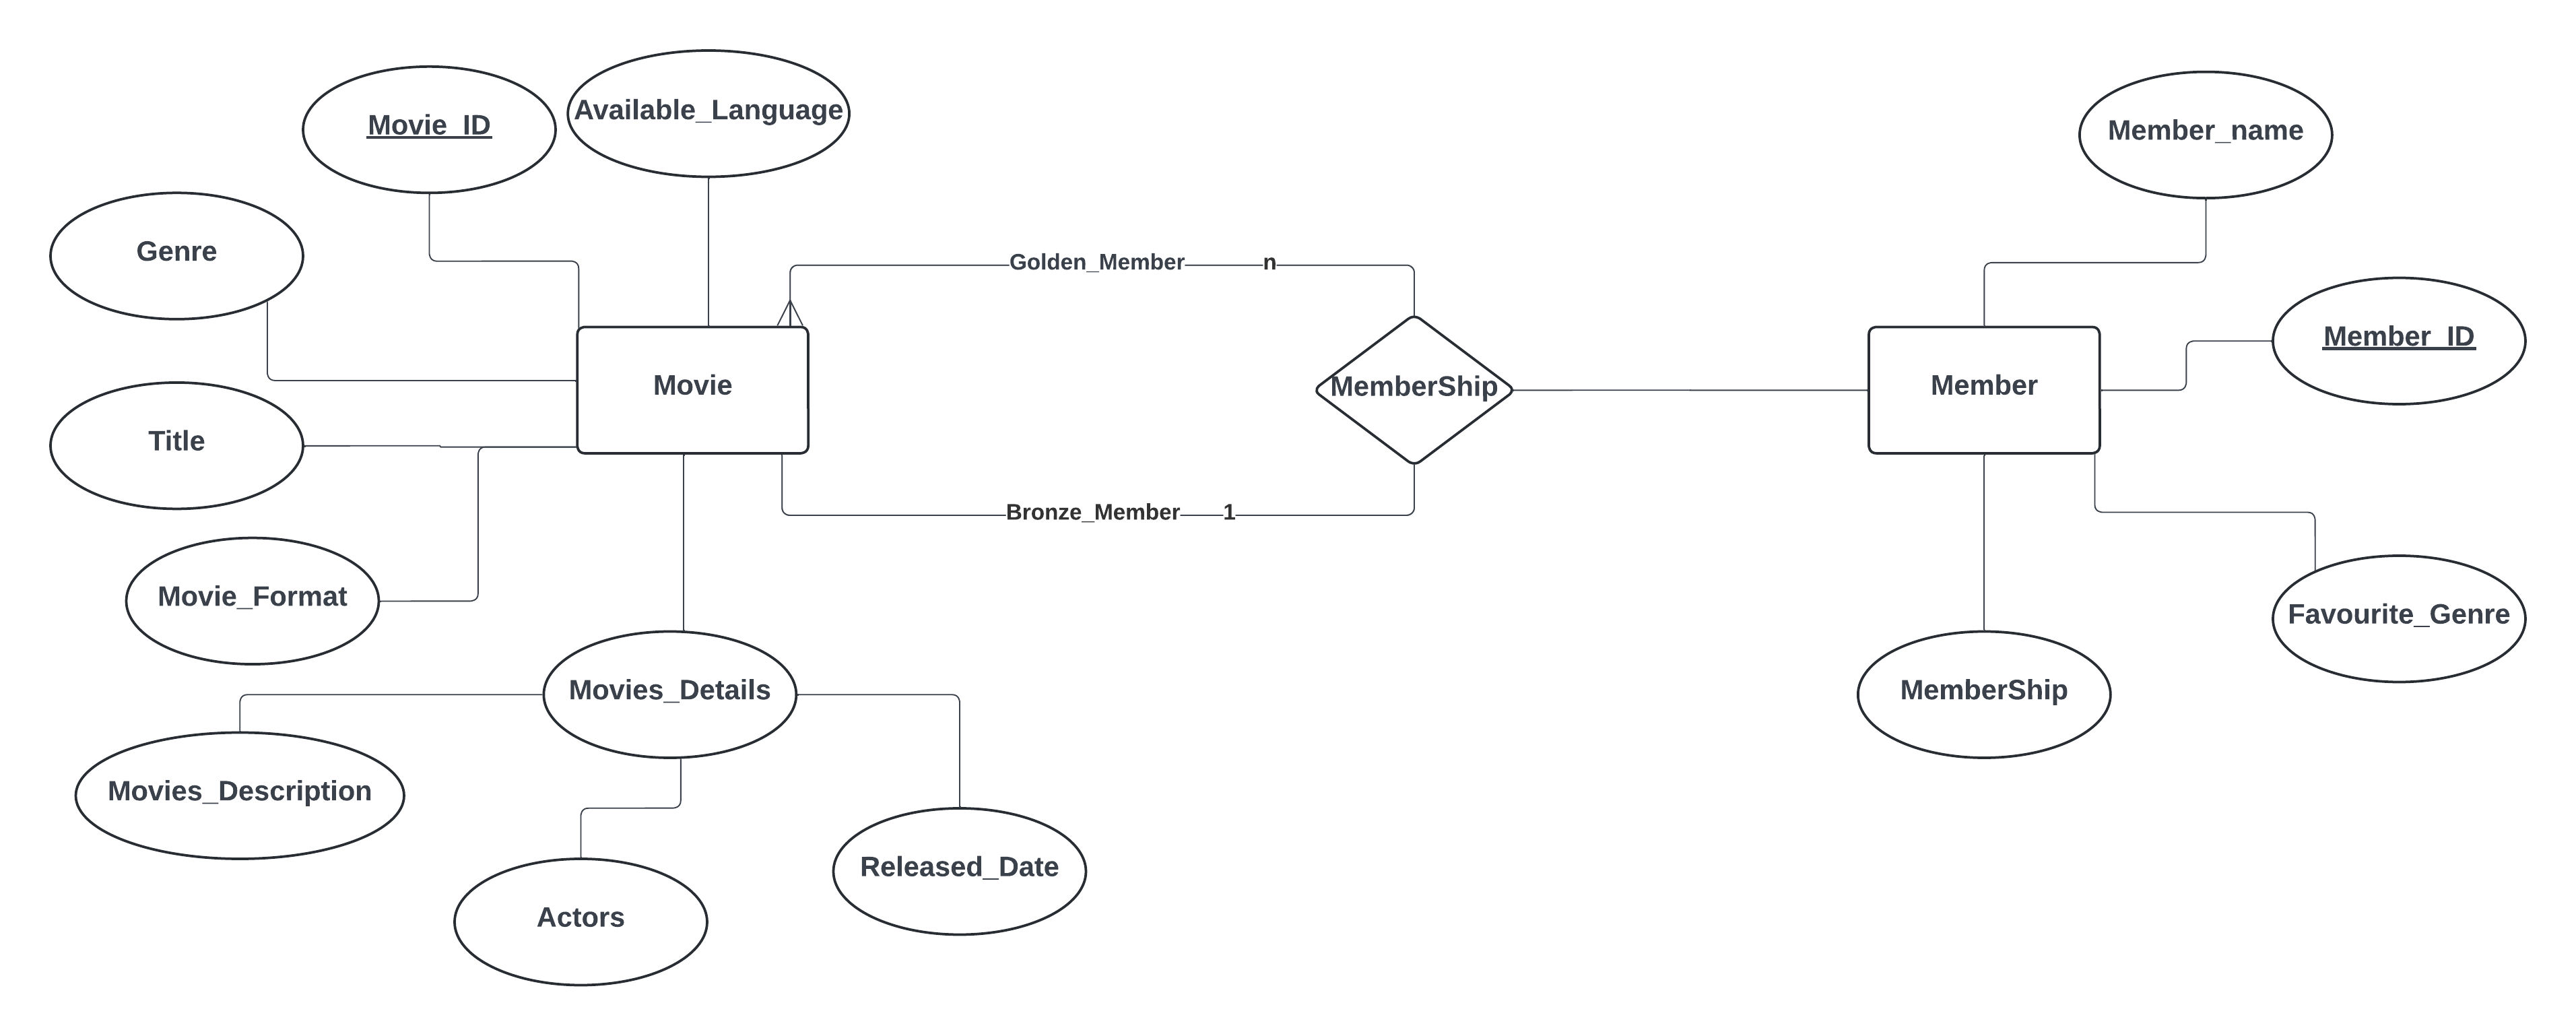 Available_Language
Movie_ID
Member_name
Genre
Golden_Member
n
Member_ID
Movie
MemberShip
Member
Title
Bronze_Member
1
Movie_Format
Favourite_Genre
Movies_Details
MemberShip
Movies_Description
Released_Date
Actors